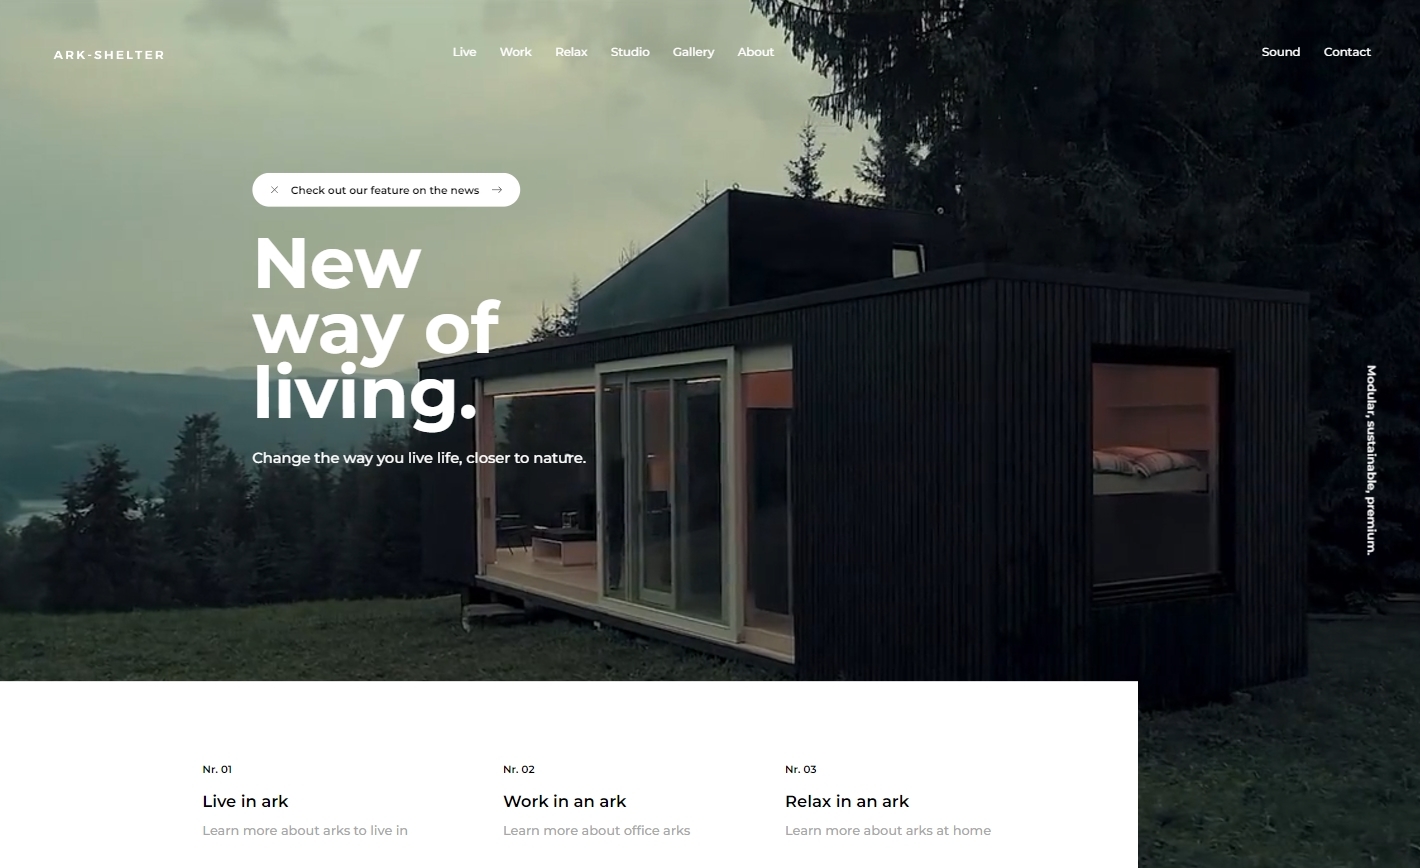 ARK-SHELTER
Live Work Relax Studio Gallery About
Sound Contact
Check out our feature on the news
New
way of
living.
Change the way you live life, closer to nature.
Modular, sustainable, premium.
Nr. 01
Live in ark
Learn more about arks to live in
Nr. 02
Work in an ark
Learn more about office arks
Nr. 03
Relax in an ark
Learn more about arks at home